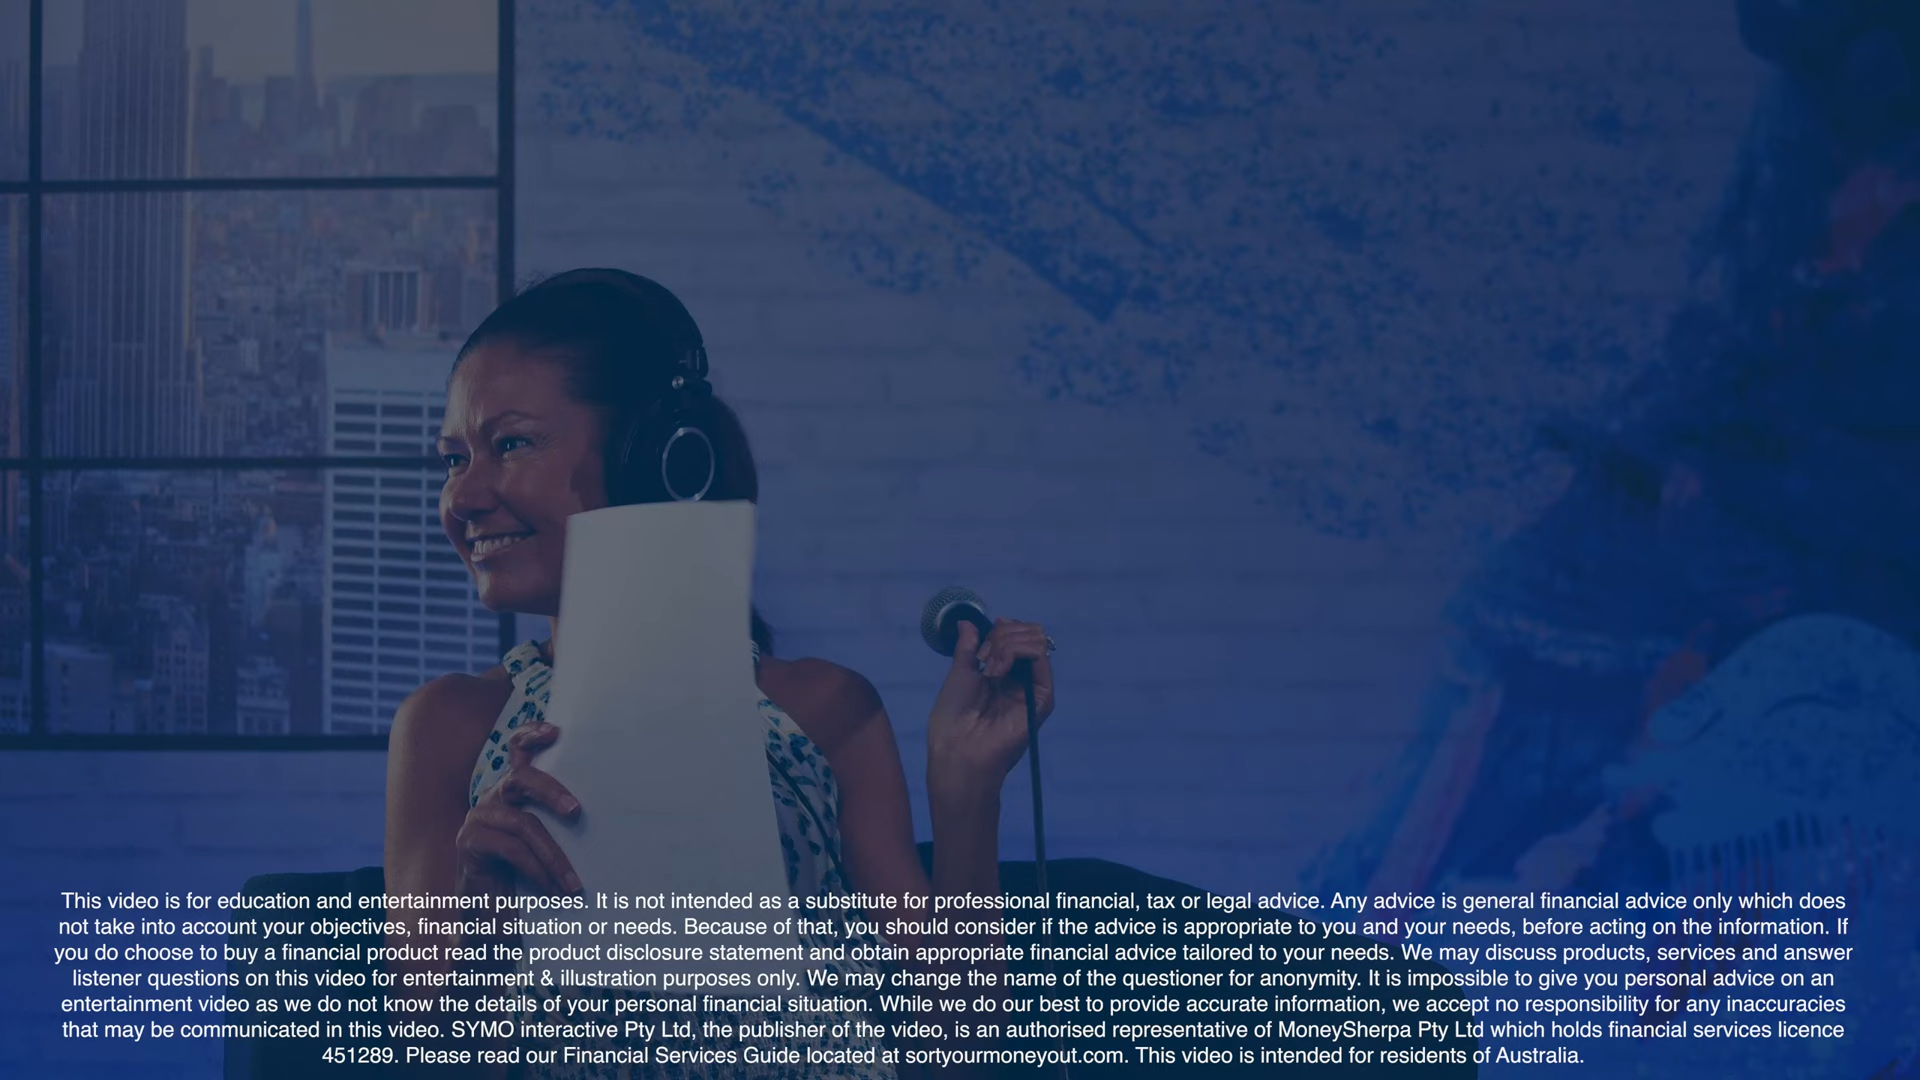 This video is for education and entertainment purposes. It is not intended as a substitute for professional financial, tax or legal advice. Any advice is general financial advice only which does
not take into account your objectives, financial situation or needs. Because of that, you should consider if the advice is appropriate to you and your needs, before acting on the information. If
you do choose to buy a financial product read the product disclosure statement and obtain appropriate financial advice tailored to your needs. We may discuss products, services and answer
listener questions on this video for entertainment & illustration purposes only. We may change the name of the questioner for anonymity. It is impossible to give you personal advice on an
entertainment video as we do not know the details of your personal financial situation. While we do our best to provide accurate information, we accept no responsibility for any inaccuracies
that may be communicated in this video. SYMO interactive Pty Ltd, the publisher of the video, is an authorised representative of MoneySherpa Pty Ltd which holds financial services licence
451289. Please read our Financial Services Guide located at sortyourmoneyout.com. This video is intended for residents of Australia.